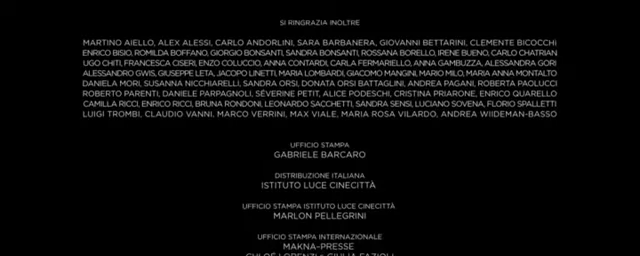 SI RINGRAZIA INOLTRE
MARTINO AIELLO, ALEX ALESSI, CARLO ANDORLINI, SARA BARBANERA, GIOVANNI BETTARINI, CLEMENTE BICOCCHI
ENRICO BISIO, ROMILDA BOFFANO, GIORGIO BONSANTI, SANDRA BONSANTI, ROSSANA BORELLO, IRENE BUENO, CARLO CHATRIAN
UGO CHITI, FRANCESCA CISERI, ENZO COLUCCIO, ANNA CONTARDI, CARLA FERMARIELLO, ANNA GAMBUZZA, ALESSANDRA GORI
ALESSANDRO GWIS, GIUSEPPE LETA, JACOPO LINETTI, MARIA LOMBARDI, GIACOMO MANGINI, MARIO MILO, MARIA ANNA MONTALTO
DANIELA MORI, SUSANNA NICCHIARELLI, SANDRA ORSI, DONATA ORSI BATTAGLINI, ANDREA PAGANI, ROBERTA PAOLUCCI
ROBERTO PARENTI, DANIELE PARPAGNOLI, SÉVERINE PETIT, ALICE PODESCHI, CRISTINA PRIARONE, ENRICO QUARELLO
CAMILLA RICCI, ENRICO RICCI, BRUNA RONDONI, LEONARDO SACCHETTI, SANDRA SENSI, LUCIANO SOVENA, FLORIO SPALLETTI
LUIGI TROMBI, CLAUDIO VANNI, MARCO VERRINI, MAX VIALE, MARIA ROSA VILARDO, ANDREA WIIDEMAN-BASSO
UFFICIO STAMPA
GABRIELE BARCARO
DISTRIBUZIONE ITALIANA
ISTITUTO LUCE CINECITTÀ
UFFICIO STAMPA ISTITUTO LUCE CINECITTÀ
MARLON PELLEGRINI
UFFICIO STAMPA INTERNAZIONALE
MAKNA–PRESSE
CHLOÉ LORENZI e GIULIA FAZIOLI